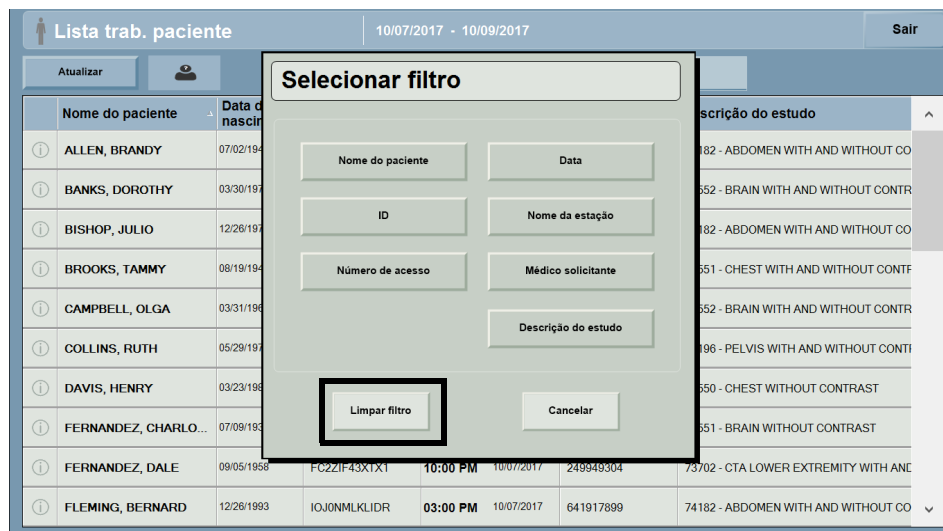 Lista trab. paciente 10/07/2017 - 10/09/2017 Sair
Atualizar
Selecionar filtro
Nome do paciente Data d
nascir
scrição do estudo
Nome do paciente Data
ID Nome da estação
Número de acesso Médico solicitante
Descrição do estudo
Limpar filtro Cancelar
ALLEN, BRANDY 07/02/194 182 - ABDOMEN WITH AND WITHOUT CO
BANKS, DOROTHY 03/30/197 552 - BRAIN WITH AND WITHOUT CONTR
BISHOP, JULIO 12/26/197 182 - ABDOMEN WITH AND WITHOUT CO
BROOKS, TAMMY 08/19/194 551 - CHEST WITH AND WITHOUT CONTR
CAMPBELL, OLGA 03/31/196 552 - BRAIN WITH AND WITHOUT CONTR
COLLINS, RUTH 05/29/197 196 - PELVIS WITH AND WITHOUT CONT
DAVIS, HENRY 03/23/198 550 - CHEST WITHOUT CONTRAST
FERNANDEZ, CHARLO... 07/09/193 551 - BRAIN WITHOUT CONTRAST
FERNANDEZ, DALE 09/05/1958 FC2ZIF43XTX1 10:00 PM 10/07/2017 249949304 73702 - CTA LOWER EXTREMITY WITH AND
FLEMING, BERNARD 12/26/1993 IOJ0NMLKLIDR 03:00 PM 10/07/2017 641917899 74182 - ABDOMEN WITH AND WITHOUT CO